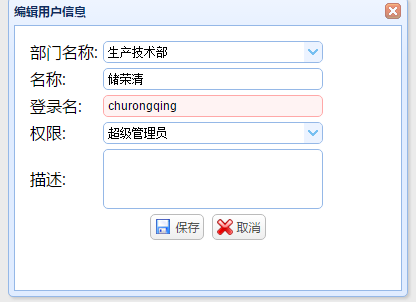 编辑用户信息
部门名称: 生产技术部
名称: 储荣清
登录名: churongqing
权限: 超级管理员
描述:
保存 取消